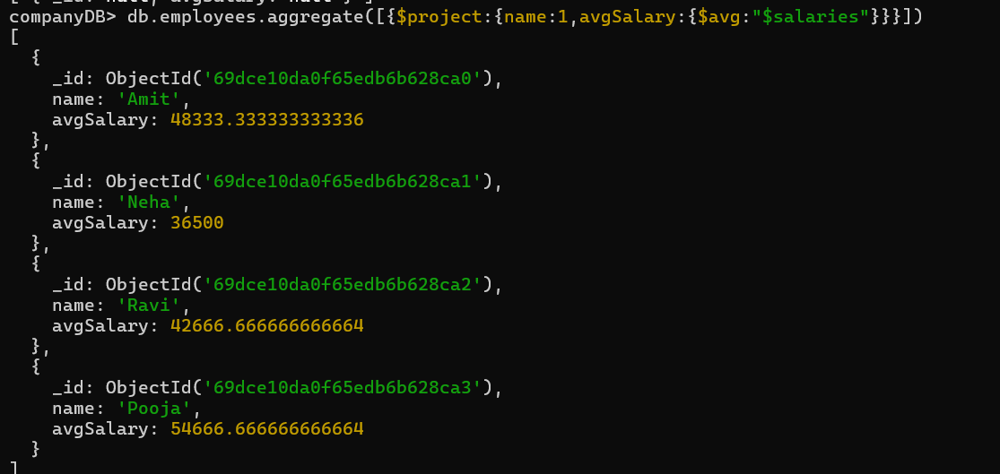 [ { _id: null, avgSalary: null } ]
companyDB> db.employees.aggregate([{$project:{name:1,avgSalary:{$avg:"$salaries"}}}])
[
  {
    _id: ObjectId('69dce10da0f65edb6b628ca0'),
    name: 'Amit',
    avgSalary: 48333.333333333336
  },
  {
    _id: ObjectId('69dce10da0f65edb6b628ca1'),
    name: 'Neha',
    avgSalary: 36500
  },
  {
    _id: ObjectId('69dce10da0f65edb6b628ca2'),
    name: 'Ravi',
    avgSalary: 42666.666666666664
  },
  {
    _id: ObjectId('69dce10da0f65edb6b628ca3'),
    name: 'Pooja',
    avgSalary: 54666.666666666664
  }
]